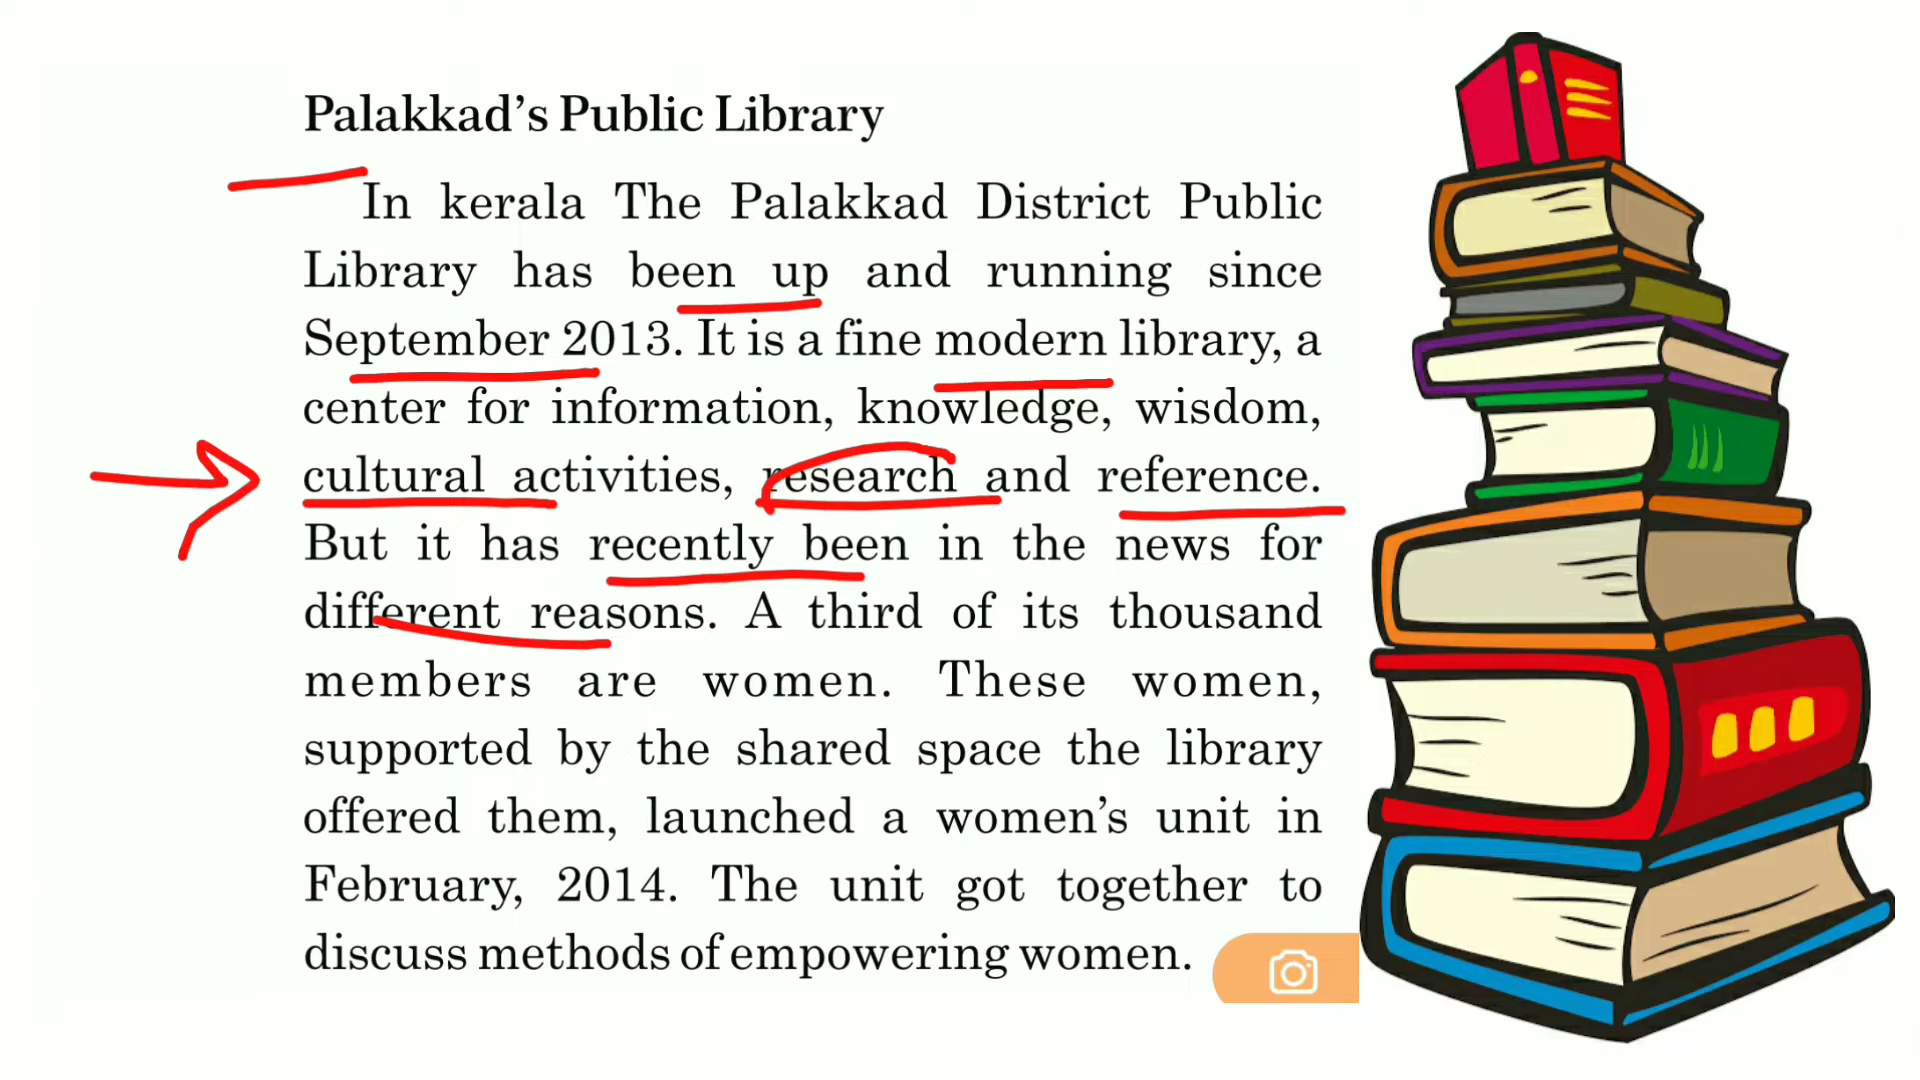 Palakkad's Public Library
In kerala The Palakkad District Public
Library has been up and running since
September 2013. It is a fine modern library, a
center for information, knowledge, wisdom,
cultural activities, research and reference.
But it has recently been in the news for
different reasons. A third of its thousand
members are women. These women,
supported by the shared space the library
offered them, launched a women's unit in
February, 2014. The unit got together to
discuss methods of empowering women.